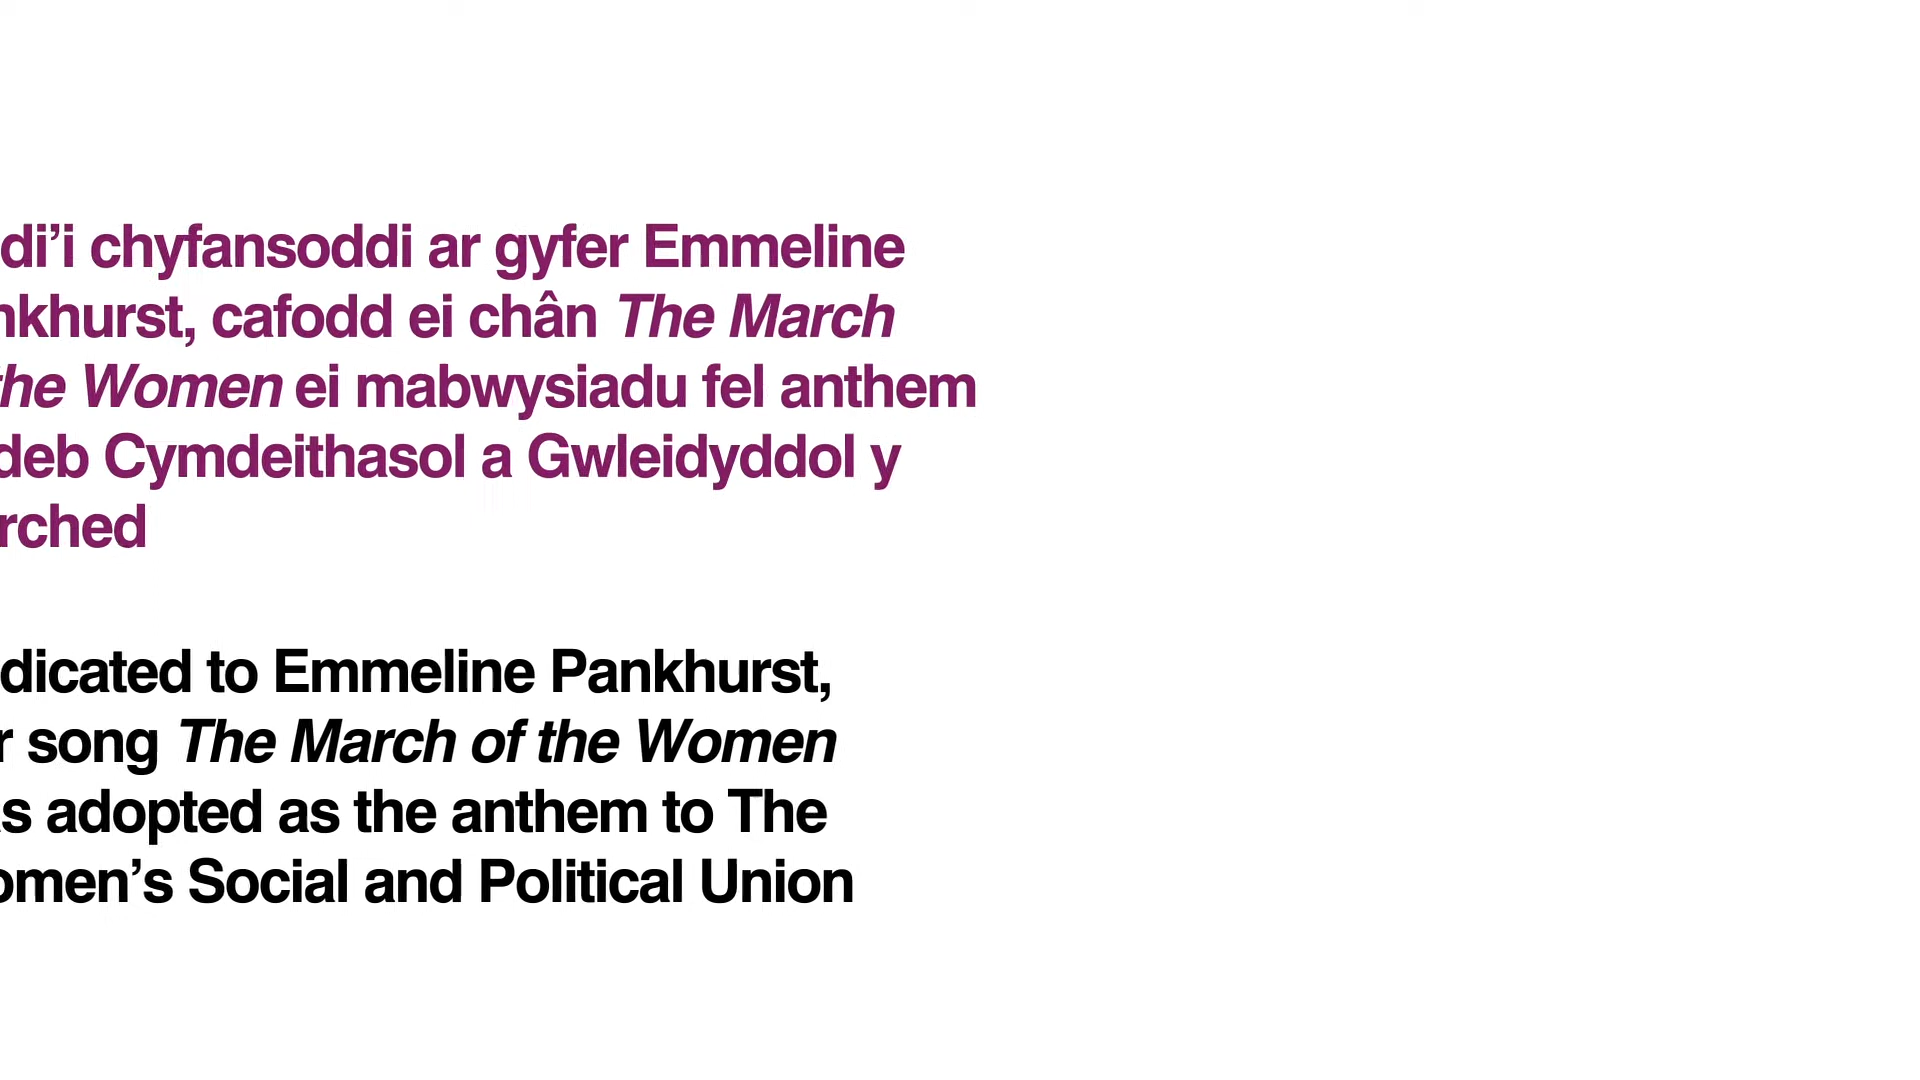 di’i chyfansoddi ar gyfer Emmeline
nkhurst, cafodd ei chân The March
the Women ei mabwysiadu fel anthem
deb Cymdeithasol a Gwleidyddol y
rched
dicated to Emmeline Pankhurst,
r song The March of the Women
s adopted as the anthem to The
omen’s Social and Political Union